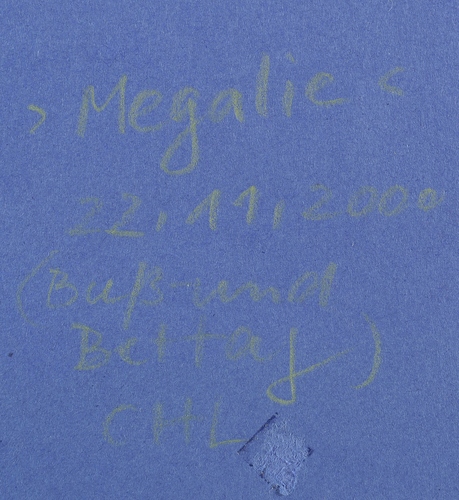 > Megalie <
22.11.2000
(Buß-und
Bettag)
CHL